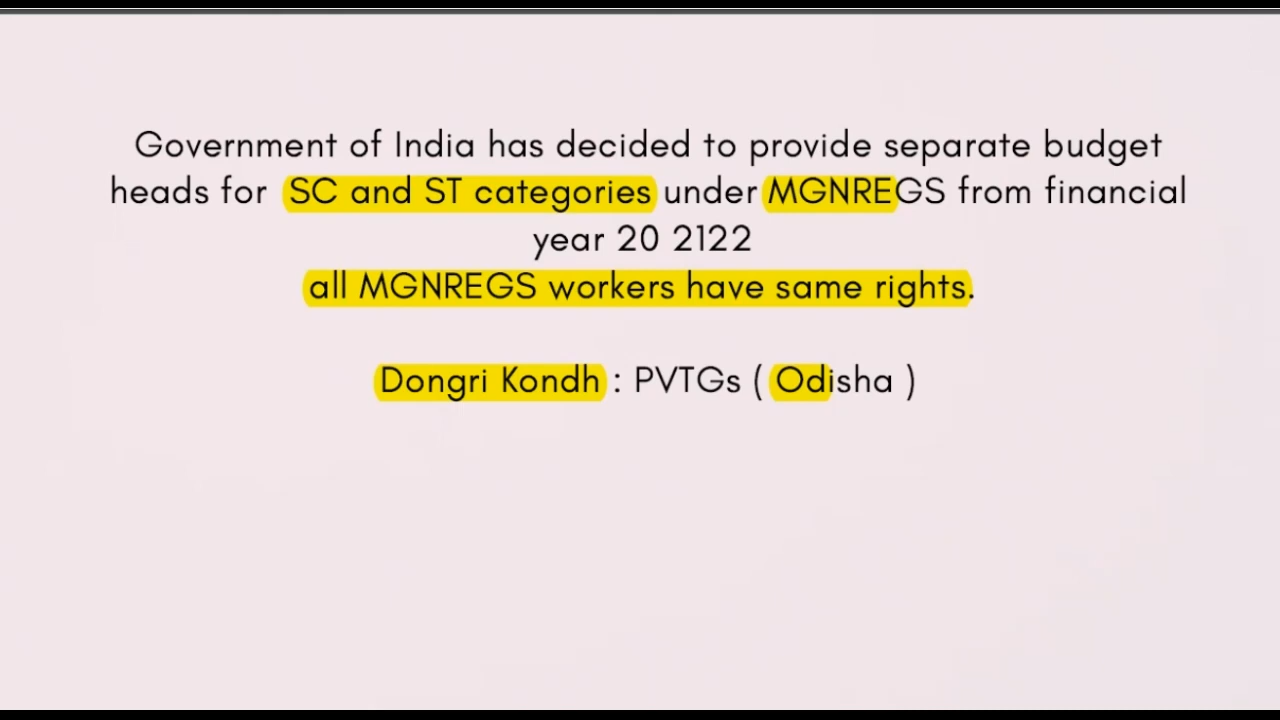 Government of India has decided to provide separate budget
heads for SC and ST categories under MGNREGS from financial
year 20 2122
all MGNREGS workers have same rights.
Dongri Kondh : PVTGs ( Odisha )